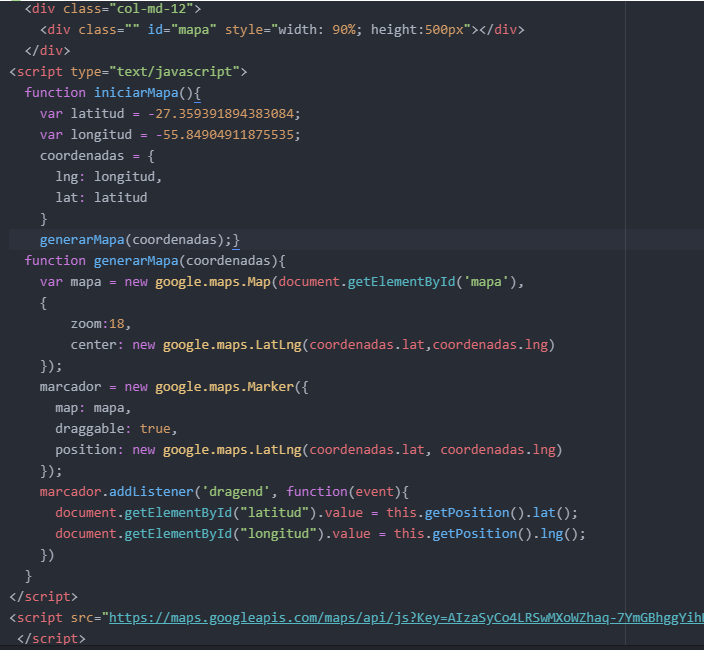 <div class="col-md-12">
<div class="" id="mapa" style="width: 90%; height:500px"></div>
</div>
<script type="text/javascript">
function iniciarMapa(){
var latitud = -27.359391894383084;
var longitud = -55.84904911875535;
coordenadas = {
lng: longitud,
lat: latitud
}
generarMapa(coordenadas);}
function generarMapa(coordenadas){
var mapa = new google.maps.Map(document.getElementById('mapa'),
{
zoom:18,
center: new google.maps.LatLng(coordenadas.lat,coordenadas.lng)
});
marcador = new google.maps.Marker({
map: mapa,
draggable: true,
position: new google.maps.LatLng(coordenadas.lat, coordenadas.lng)
});
marcador.addListener('dragend', function(event){
document.getElementById("latitud").value = this.getPosition().lat();
document.getElementById("longitud").value = this.getPosition().lng();
})
}
</script>
<script src="https://maps.googleapis.com/maps/api/js?Key=AIzaSyCo4LRSwMXoWZhaq-7YmGBhggYih
</script>